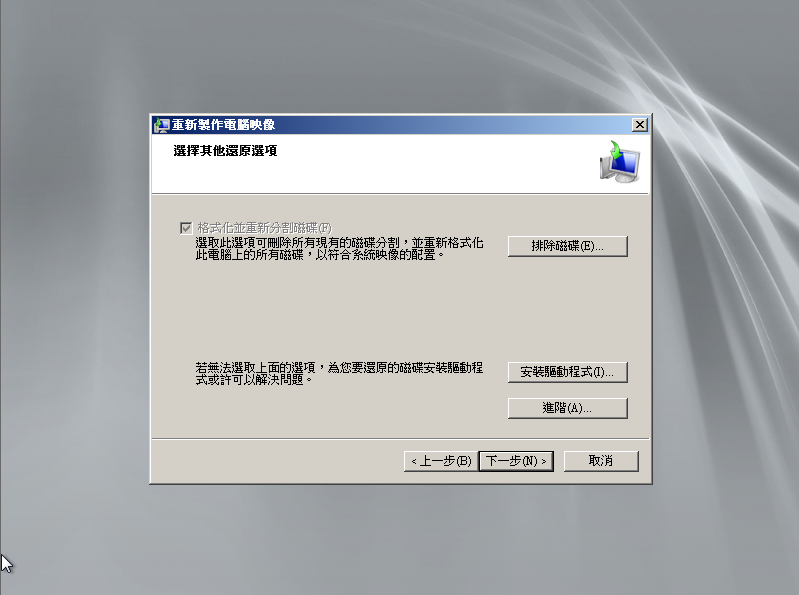 重新製作電腦映像
選擇其他還原選項
格式化並重新分割磁碟(F)
選取此選項可刪除所有現有的磁碟分割，並重新格式化
此電腦上的所有磁碟，以符合系統映像的配置。
排除磁碟(E)...
若無法選取上面的選項，為您要還原的磁碟安裝驅動程
式或許可以解決問題。
安裝驅動程式(I)...
進階(A)...
< 上一步(B)
下一步(N) >
取消